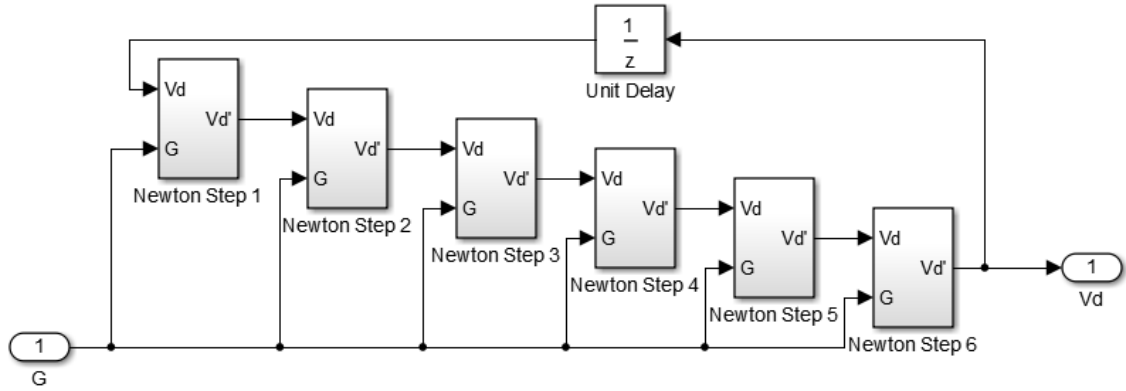 1
z
Unit Delay
Vd
Vd'
G
Newton Step 1
Vd
Vd'
G
Newton Step 2
Vd
Vd'
G
Newton Step 3
Vd
Vd'
G
Newton Step 4
Vd
Vd'
G
Newton Step 5
Vd
Vd'
G
Newton Step 6
1
Vd
1
G